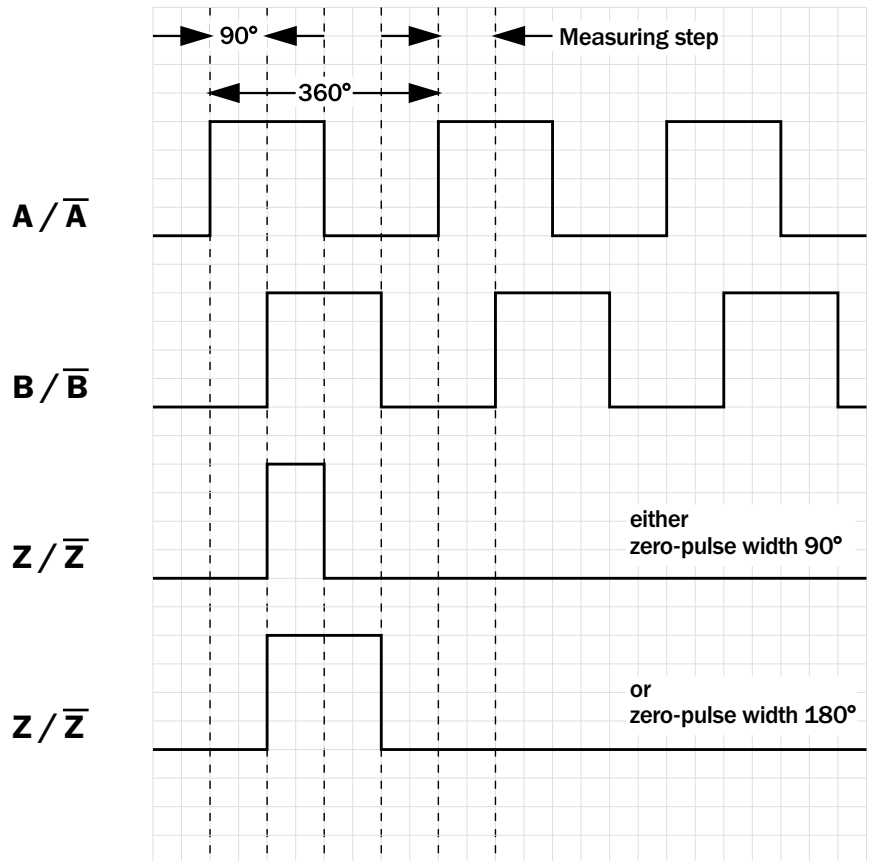 90°
Measuring step
360°
A / A̅
B / B̅
Z / Z̅
either
zero-pulse width 90°
Z / Z̅
or
zero-pulse width 180°